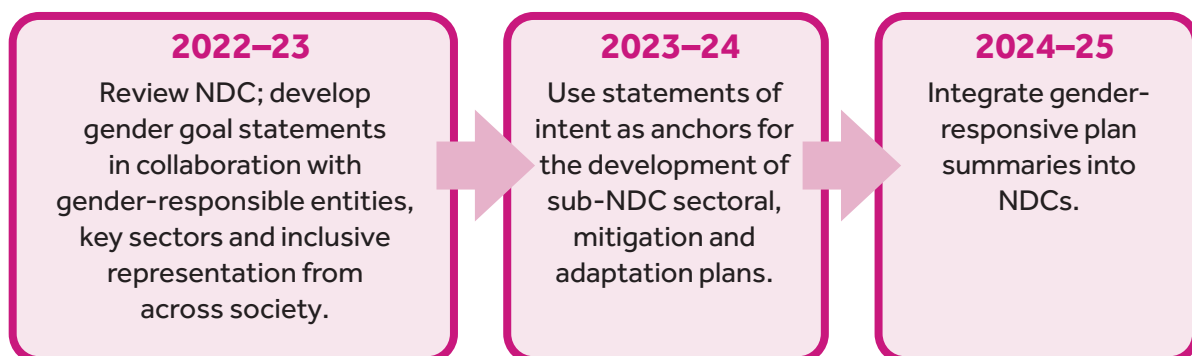 2022–23
Review NDC; develop
gender goal statements
in collaboration with
gender-responsible entities,
key sectors and inclusive
representation from
across society.
2023–24
Use statements of
intent as anchors for
the development of
sub-NDC sectoral,
mitigation and
adaptation plans.
2024–25
Integrate gender-
responsive plan
summaries into
NDCs.